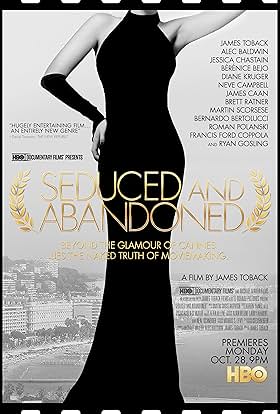 JAMES TOBACK
ALEC BALDWIN
JESSICA CHASTAIN
BÉRÉNICE BEJO
DIANE KRUGER
NEVE CAMPBELL
JAMES CAAN
BRETT RATNER
MARTIN SCORSESE
BERNARDO BERTOLUCCI
ROMAN POLANSKI
FRANCIS FORD COPPOLA
AND RYAN GOSLING
"HUGELY ENTERTAINING.
AN ENTIRELY NEW GENRE"
HBO DOCUMENTARY FILMS PRESENTS
SEDUCED AND
ABANDONED
BEYOND THE GLAMOUR OF CANNES
LIES THE NAKED TRUTH OF MOVIEMAKING.
A FILM BY JAMES TOBACK
HBO DOCUMENTARY FILMS
PREMIERES
MONDAY
OCT. 28, 9PM
HBO